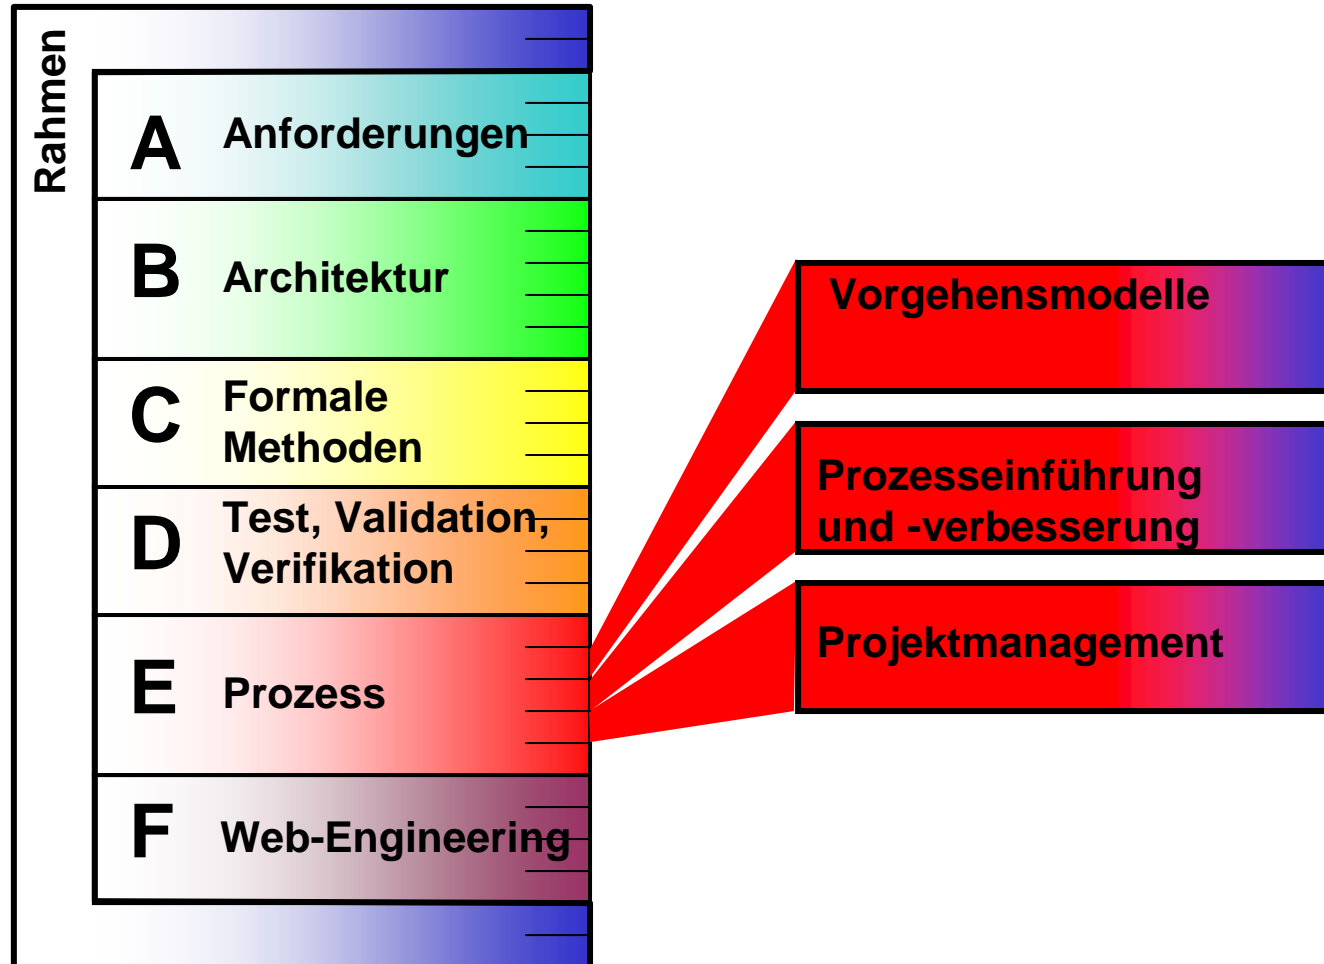 Rahmen
A
Anforderungen
B
Architektur
C
Formale
Methoden
D
Test, Validation,
Verifikation
E
Prozess
F
Web-Engineering
Vorgehensmodelle
Prozesseinführung
und -verbesserung
Projektmanagement